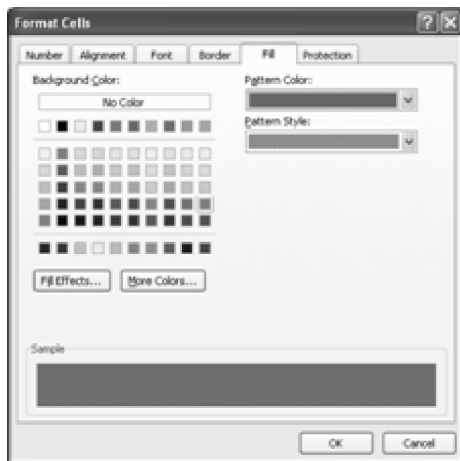 Format Cells
Number Alignment Font Border Fill Protection
Background Color:
No Color
Fill Effects... More Colors...
Pattern Color:
Pattern Style:
Sample
OK Cancel